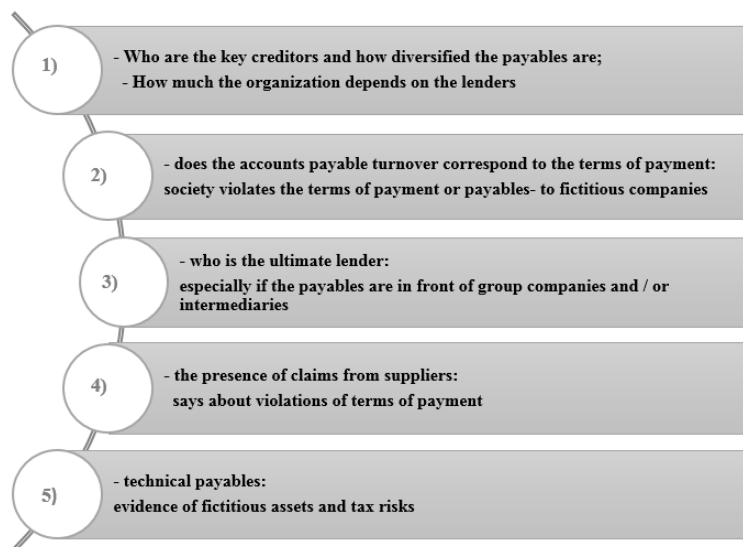 1)
- Who are the key creditors and how diversified the payables are;
- How much the organization depends on the lenders
2)
- does the accounts payable turnover correspond to the terms of payment:
society violates the terms of payment or payables- to fictitious companies
3)
- who is the ultimate lender:
especially if the payables are in front of group companies and / or
intermediaries
4)
- the presence of claims from suppliers:
says about violations of terms of payment
5)
- technical payables:
evidence of fictitious assets and tax risks